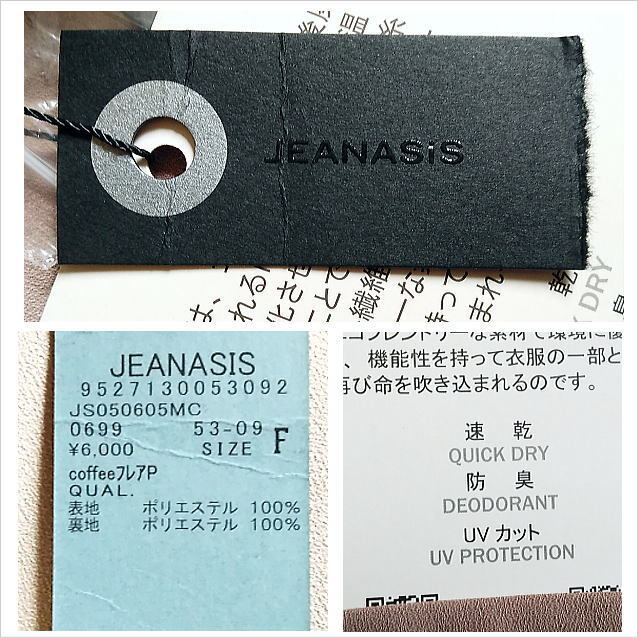 JEANASiS
QUICK DRY
JEANASIS
9527130053092
JS050605MC
0699 53-09
¥6,000 SIZE F
coffeeフレアP
QUAL.
表地 ポリエステル 100%
裏地 ポリエステル 100%
、機能性を持って衣服の一部と
再び命を吹き込まれるのです。
速乾
QUICK DRY
防臭
DEODORANT
UVカット
UV PROTECTION